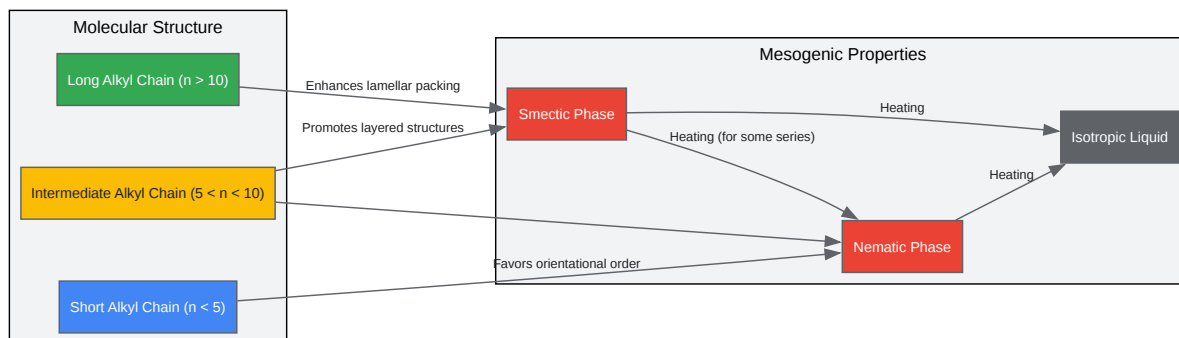 Molecular Structure
Long Alkyl Chain (n > 10)
Intermediate Alkyl Chain (5 < n < 10)
Short Alkyl Chain (n < 5)
Enhances lamellar packing
Promotes layered structures
Favors orientational order
Mesogenic Properties
Smectic Phase
Heating
Heating (for some series)
Heating
Nematic Phase
Isotropic Liquid